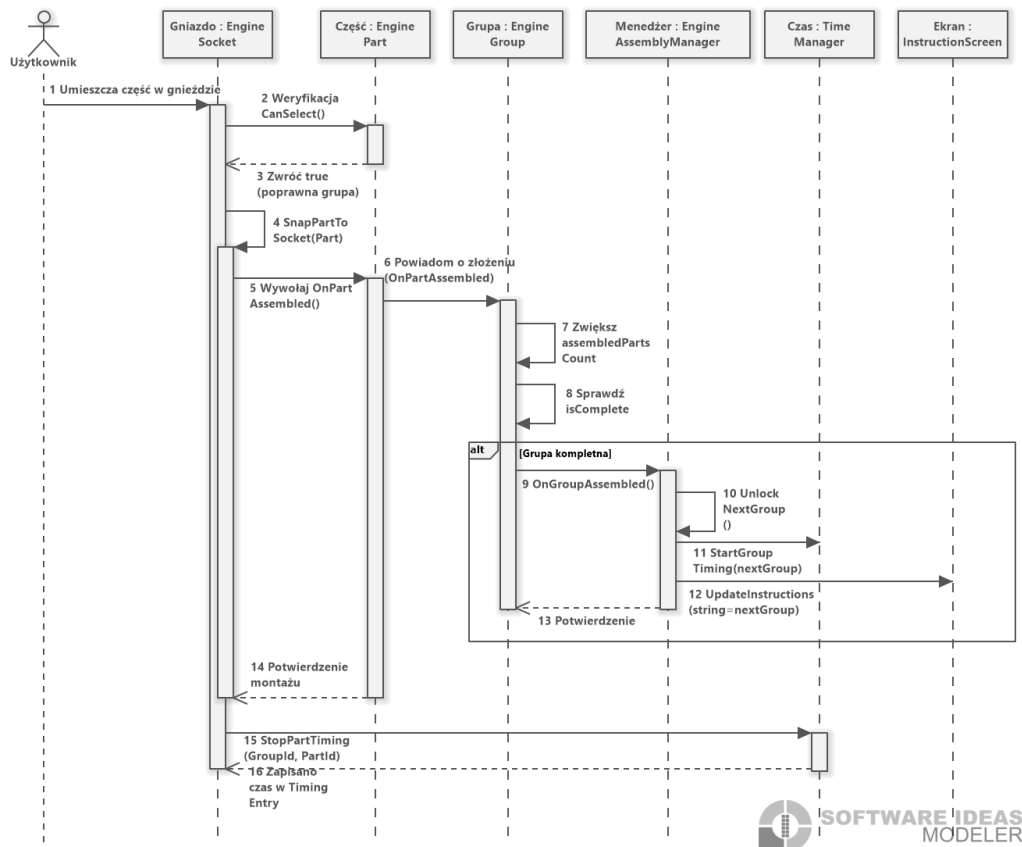 Użytkownik
Gniazdo : Engine
Socket
Część : Engine
Part
Grupa : Engine
Group
Menedżer : Engine
AssemblyManager
Czas : Time
Manager
Ekran :
InstructionScreen
1 Umieszcza część w gnieździe
2 Weryfikacja
CanSelect()
3 Zwróć true
(poprawna grupa)
4 SnapPartTo
Socket(Part)
5 Wywołaj OnPart
Assembled()
6 Powiadom o złożeniu
(OnPartAssembled)
7 Zwiększ
assembledParts
Count
8 Sprawdź
isComplete
alt
[Grupa kompletna]
9 OnGroupAssembled()
10 Unlock
NextGroup
()
11 StartGroup
Timing(nextGroup)
12 UpdateInstructions
(string=nextGroup)
13 Potwierdzenie
14 Potwierdzenie
montażu
15 StopPartTiming
(GroupId, PartId)
16 Zapisano
czas w Timing
Entry
SOFTWARE IDEAS
MODELER